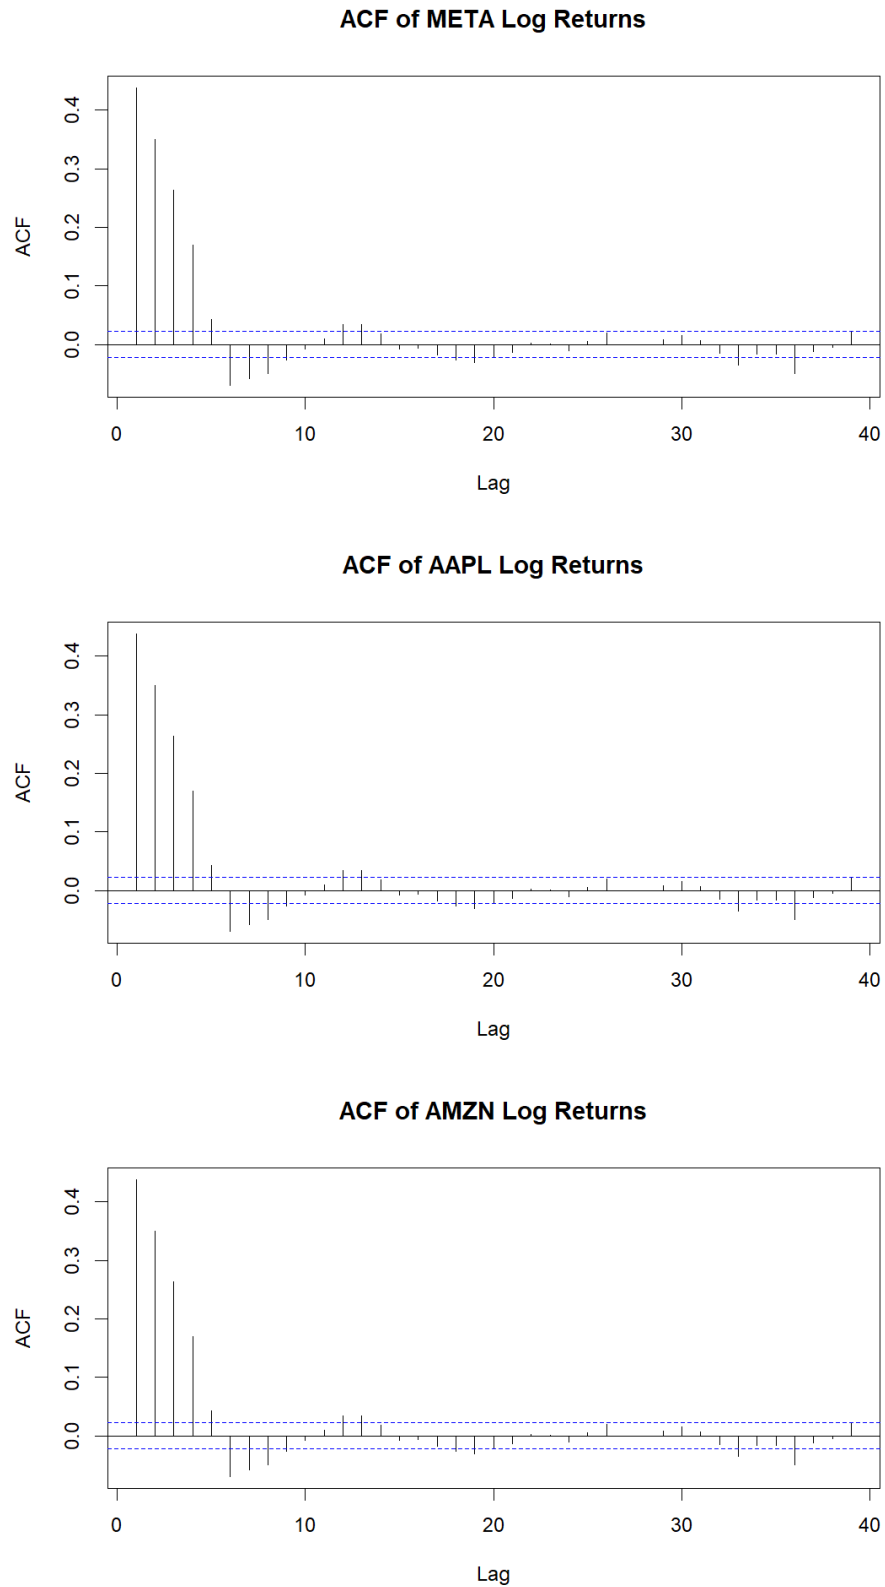 ACF of META Log Returns
ACF
0.4
0.3
0.2
0.1
0.0
0 10 20 30 40
Lag
ACF of AAPL Log Returns
ACF
0.4
0.3
0.2
0.1
0.0
0 10 20 30 40
Lag
ACF of AMZN Log Returns
ACF
0.4
0.3
0.2
0.1
0.0
0 10 20 30 40
Lag